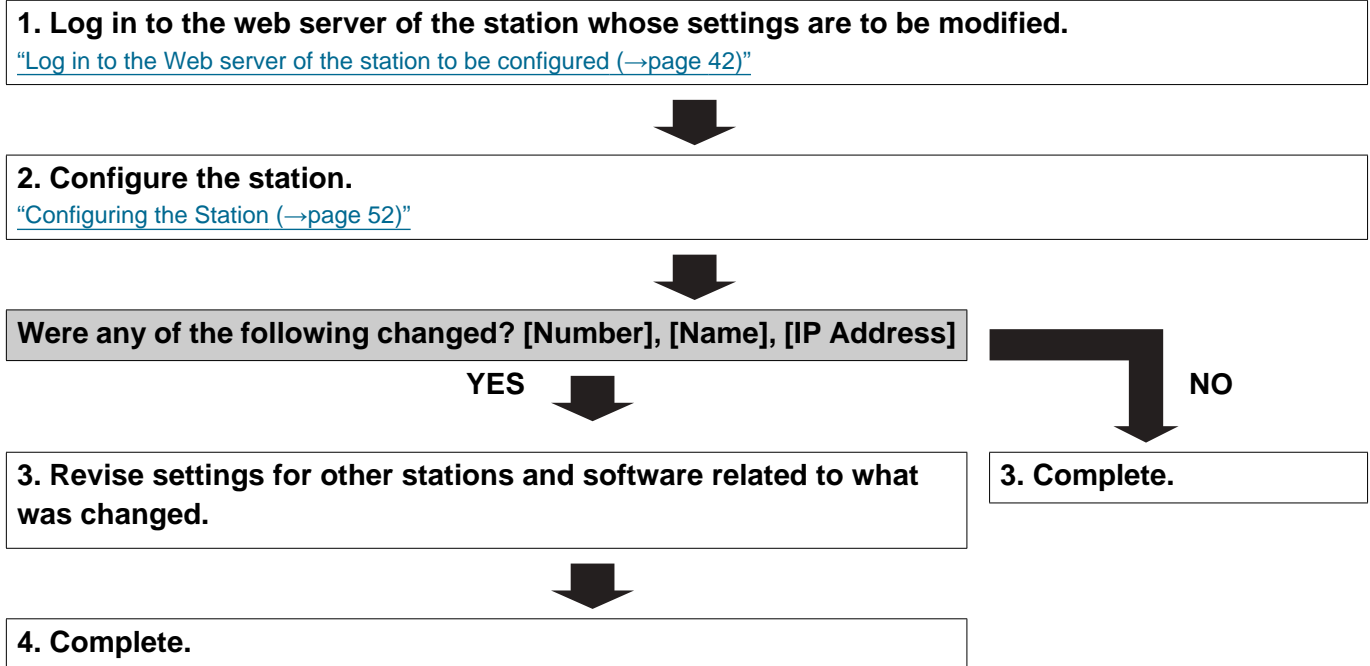 1. Log in to the web server of the station whose settings are to be modified.
“Log in to the Web server of the station to be configured (→page 42)”
2. Configure the station.
“Configuring the Station (→page 52)”
Were any of the following changed? [Number], [Name], [IP Address]
YES
NO
3. Revise settings for other stations and software related to what
was changed.
3. Complete.
4. Complete.